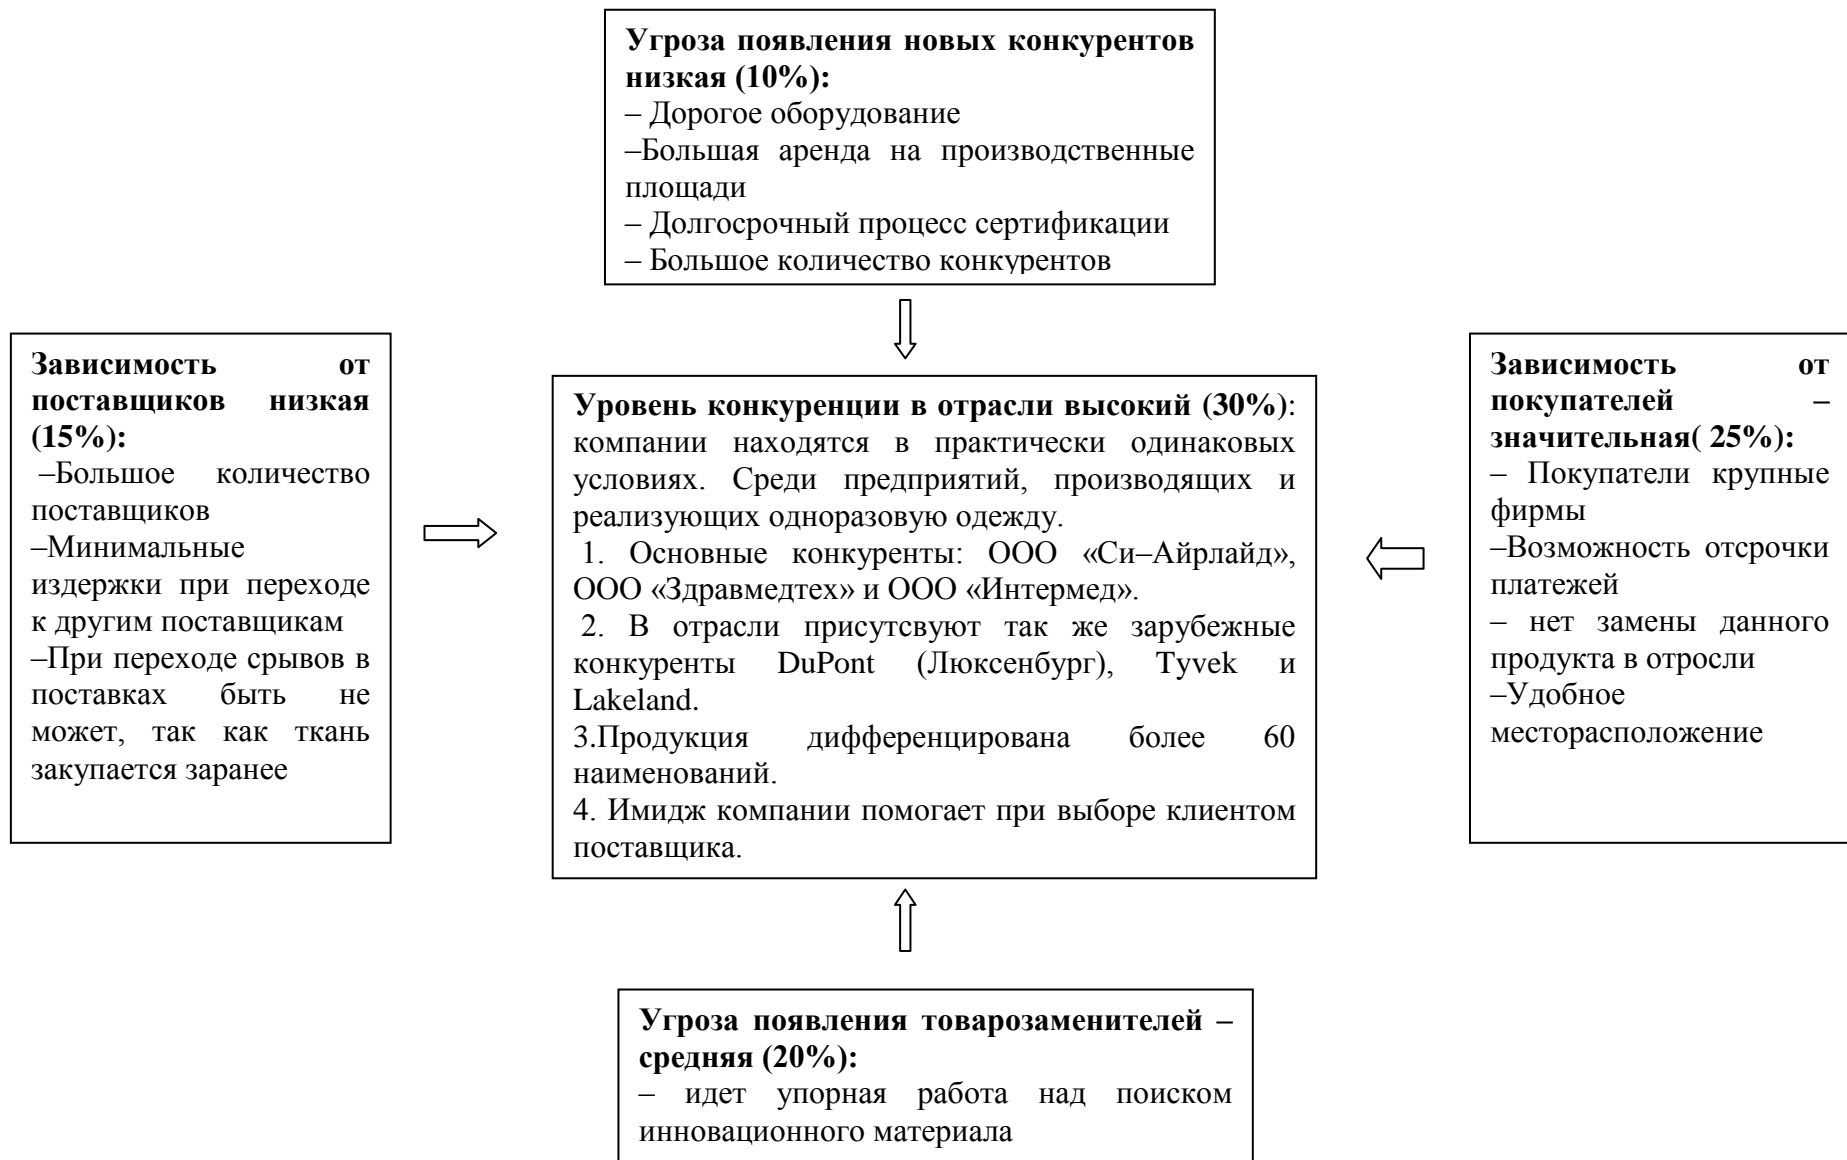 Угроза появления новых конкурентов
низкая (10%):
– Дорогое оборудование
–Большая аренда на производственные
площади
– Долгосрочный процесс сертификации
– Большое количество конкурентов
Зависимость от
поставщиков низкая
(15%):
–Большое количество
поставщиков
–Минимальные
издержки при переходе
к другим поставщикам
–При переходе срывов в
поставках быть не
может, так как ткань
закупается заранее
Уровень конкуренции в отрасли высокий (30%):
компании находятся в практически одинаковых
условиях. Среди предприятий, производящих и
реализующих одноразовую одежду.
1. Основные конкуренты: ООО «Си–Айрлайд»,
ООО «Здравмедтех» и ООО «Интермед».
2. В отрасли присутсвуют так же зарубежные
конкуренты DuPont (Люксенбург), Tyvek и
Lakeland.
3.Продукция дифференцирована более 60
наименований.
4. Имидж компании помогает при выборе клиентом
поставщика.
Зависимость от
покупателей –
значительная( 25%):
– Покупатели крупные
фирмы
–Возможность отсрочки
платежей
– нет замены данного
продукта в отросли
–Удобное
месторасположение
Угроза появления товарозаменителей –
средняя (20%):
– идет упорная работа над поиском
инновационного материала